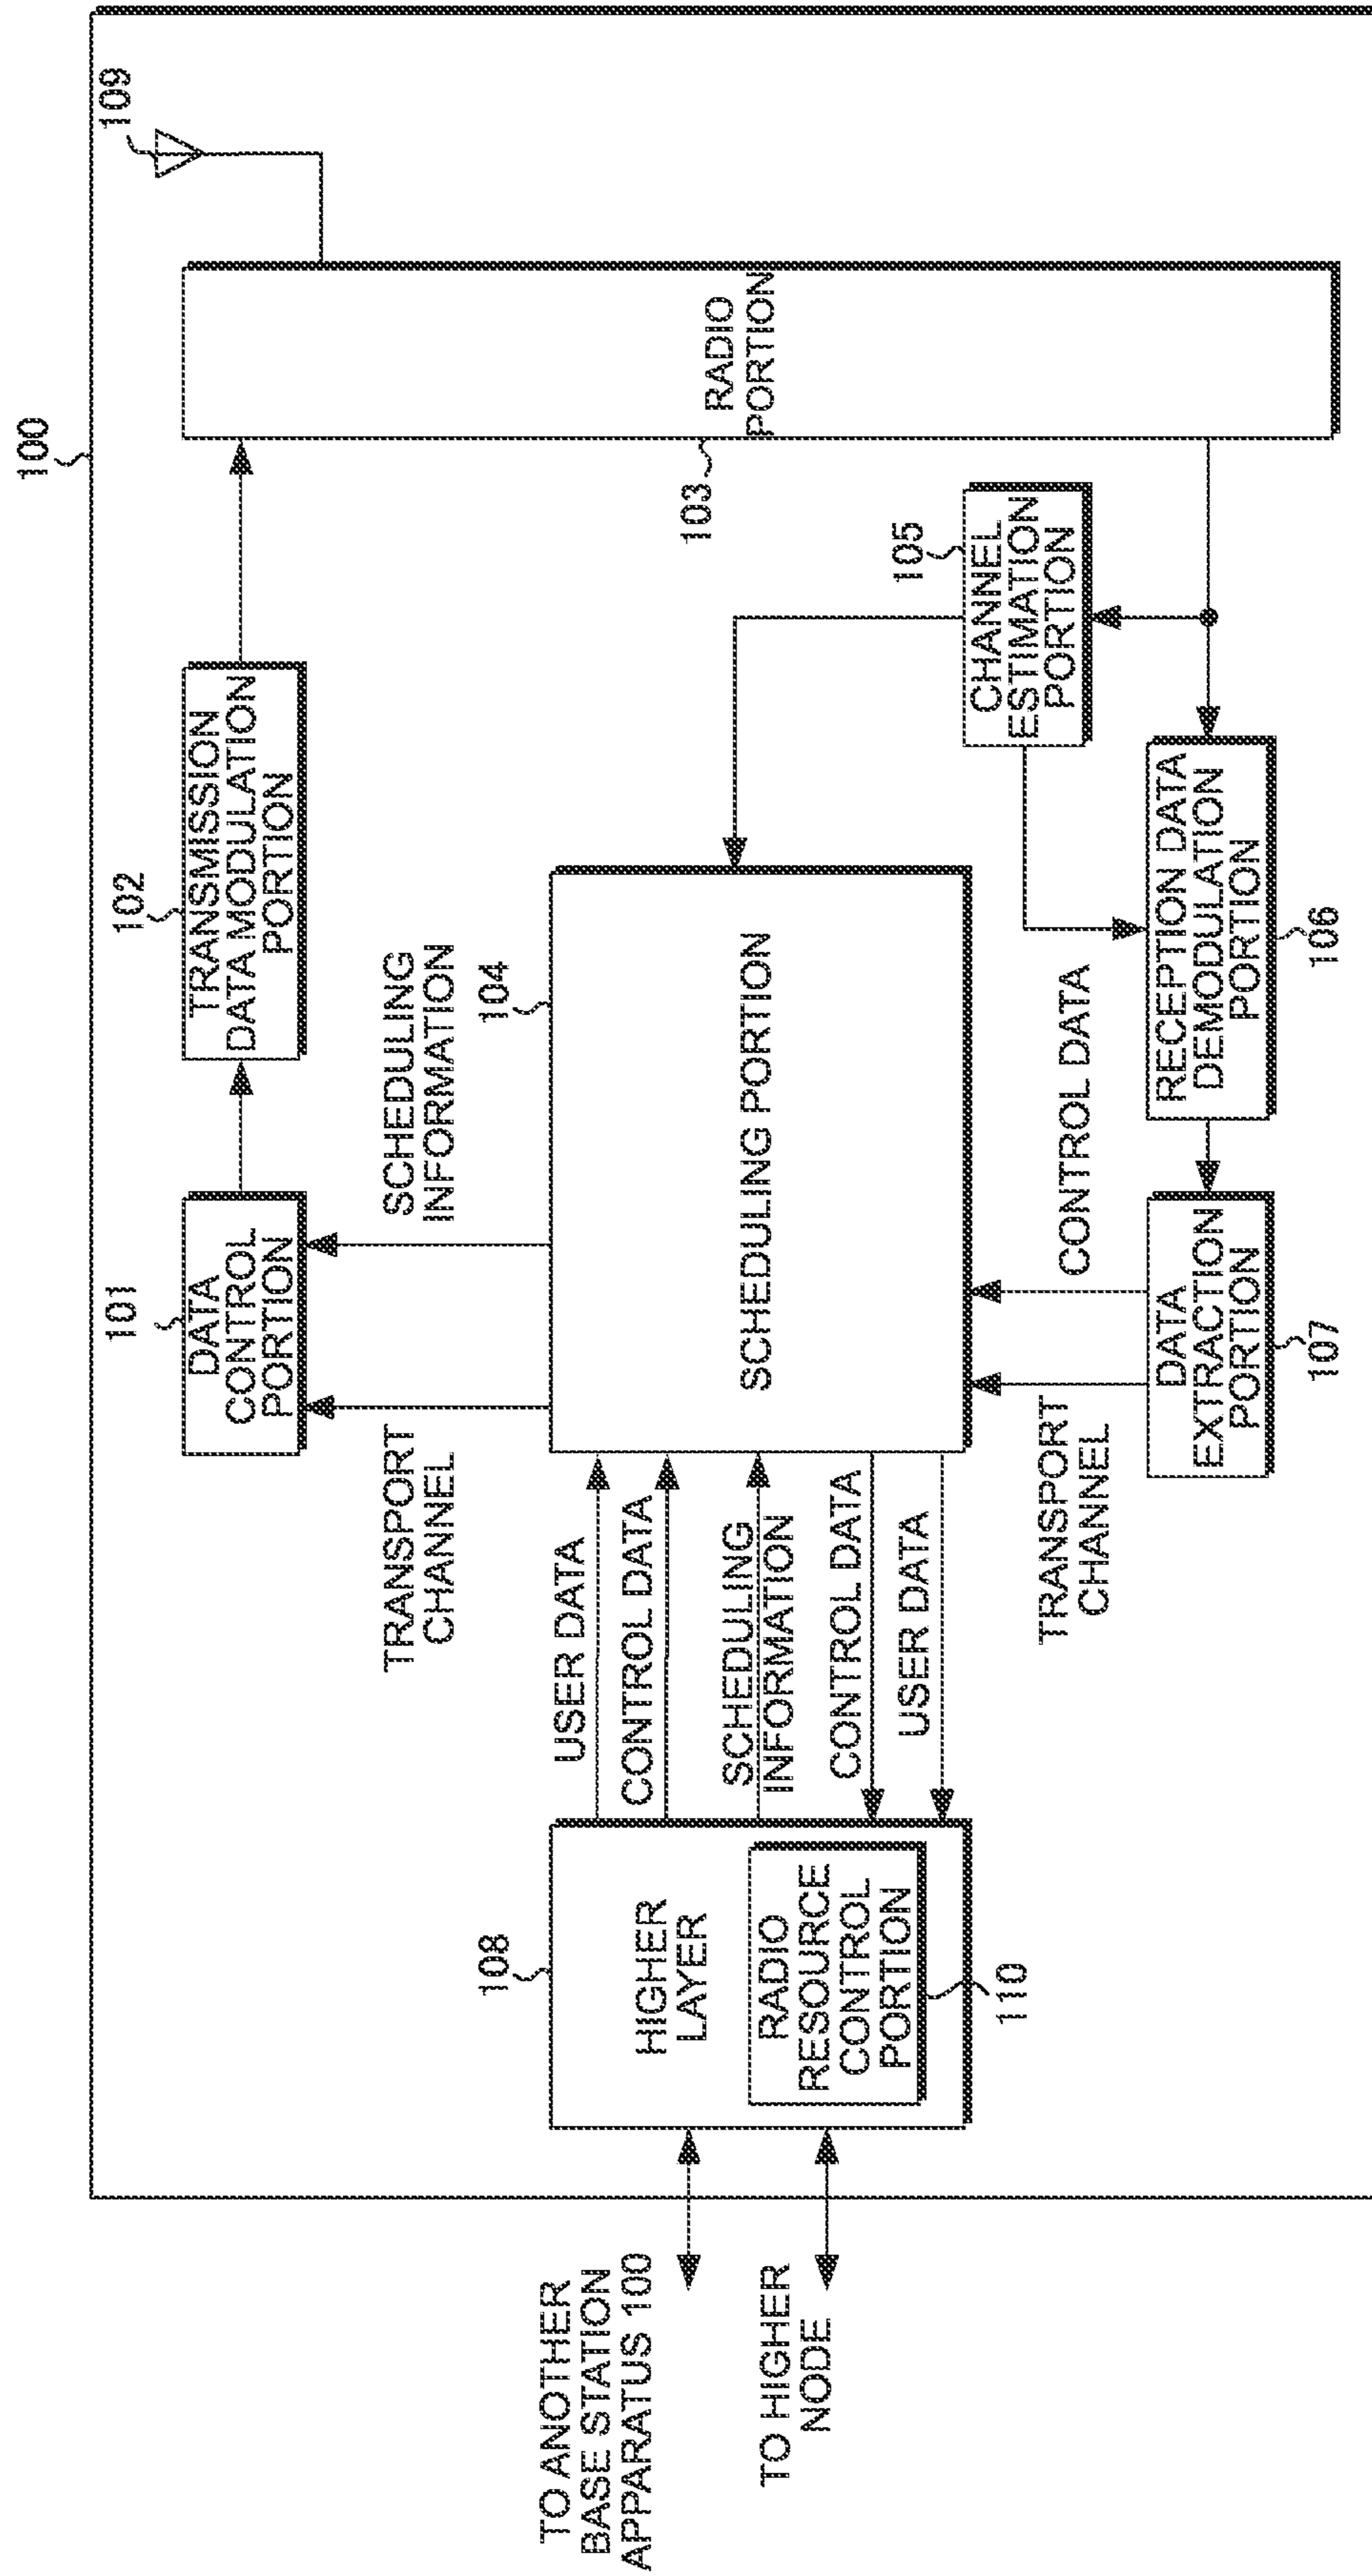 100
109
101
DATA
CONTROL
PORTION
102
TRANSMISSION
DATA MODULATION
PORTION
RADIO
PORTION
103
TRANSPORT
CHANNEL
SCHEDULING
INFORMATION
TO ANOTHER
BASE STATION
APPARATUS 100
TO HIGHER
NODE
108
HIGHER
LAYER
RADIO
RESOURCE
CONTROL
PORTION
110
USER DATA
CONTROL DATA
SCHEDULING
INFORMATION
CONTROL DATA
USER DATA
104
SCHEDULING PORTION
105
CHANNEL
ESTIMATION
PORTION
TRANSPORT
CHANNEL
CONTROL DATA
DATA
EXTRACTION
PORTION
107
RECEPTION DATA
DEMODULATION
PORTION
106